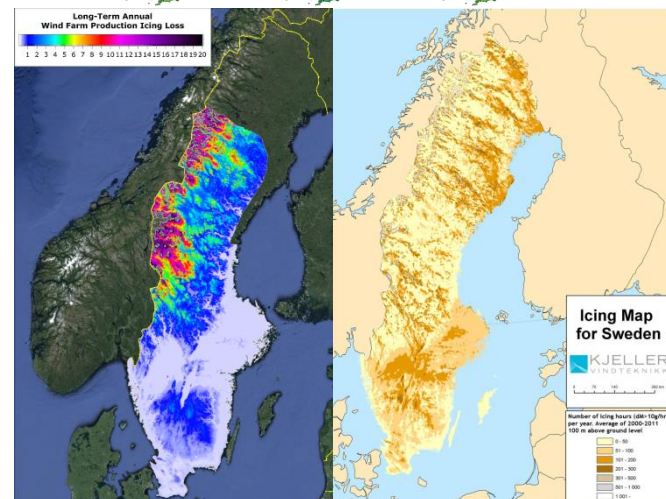 Long-Term Annual
Wind Farm Production Icing Loss
1 2 3 4 5 6 7 8 9 10 11 12 13 14 15 16 17 18 19 20
Icing Map
for Sweden
KJELLER
VINDTEKNIKK
Number of icing hours (dM>10g/hr)
per year. Average of 2000-2011
100 m above ground level
0 - 50
51 - 100
101 - 200
201 - 300
301 - 500
501 - 1 000
1 001 -